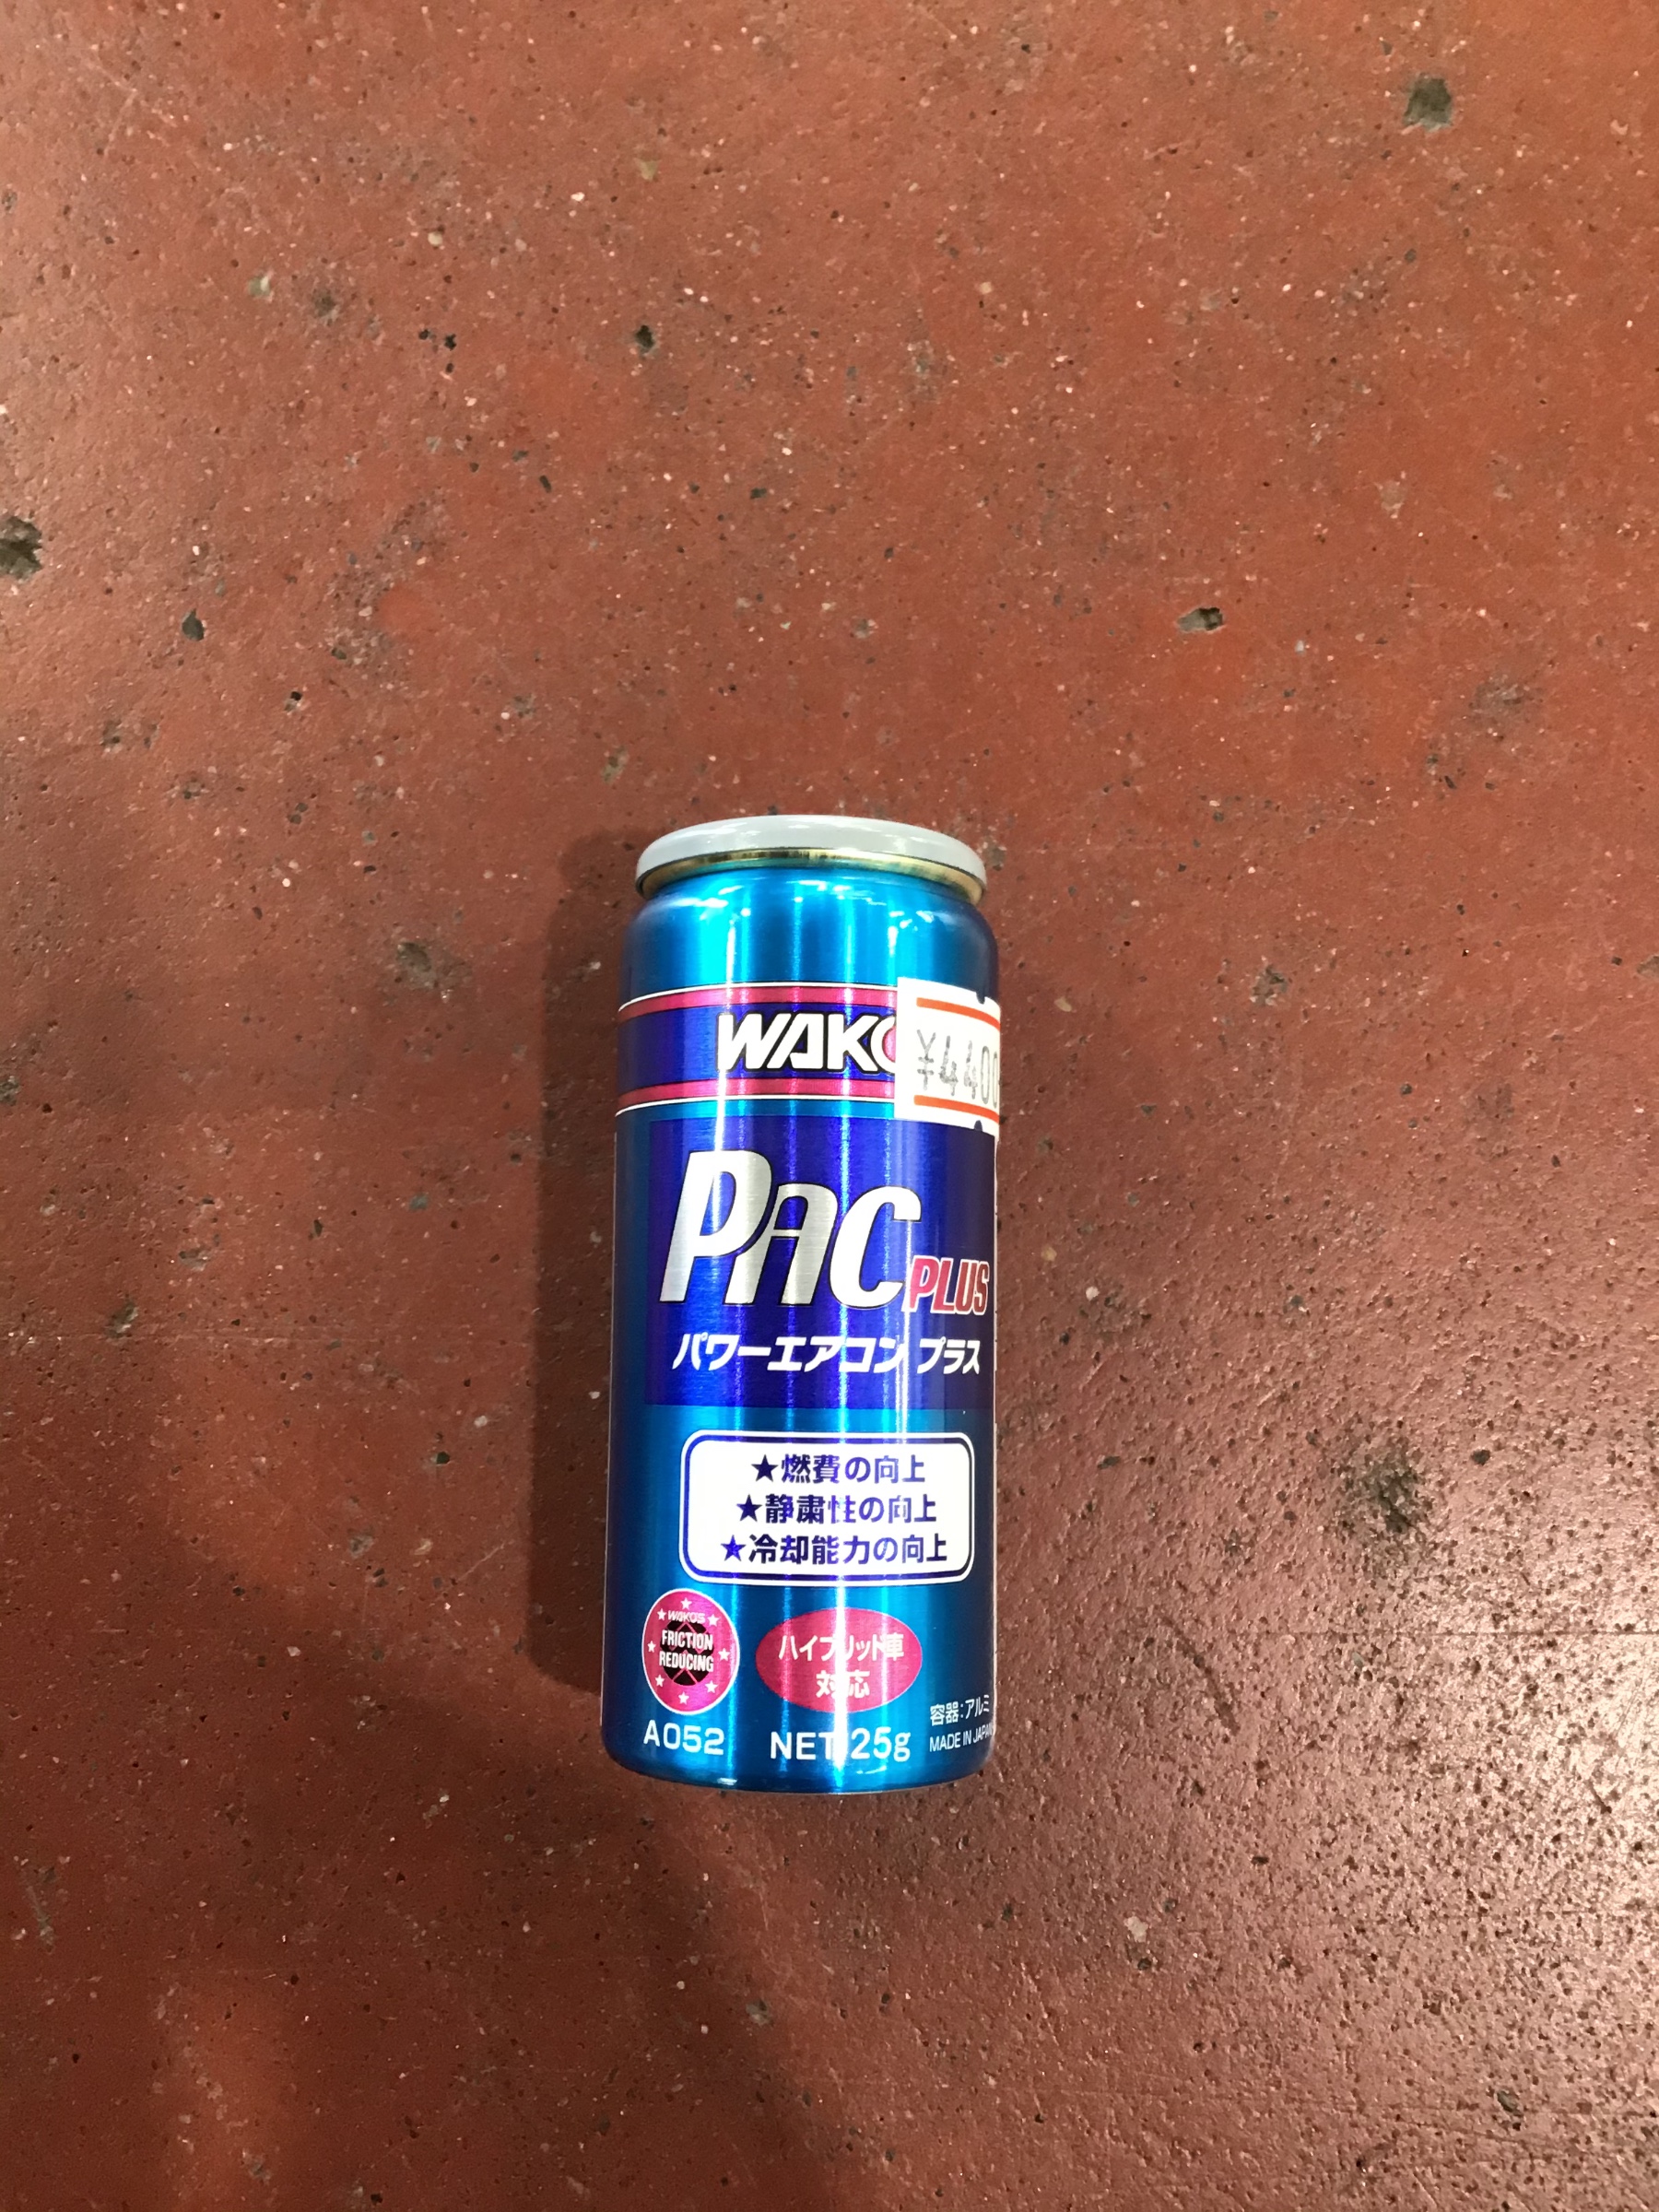 WAKO
¥440
PAC PLUS
パワーエアコン プラス
★燃費の向上
★静粛性の向上
★冷却能力の向上
WAKO'S
FRICTION
REDUCING
ハイブリット車
対応
A052
NET 25g
容器:アルミ
MADE IN JAPAN